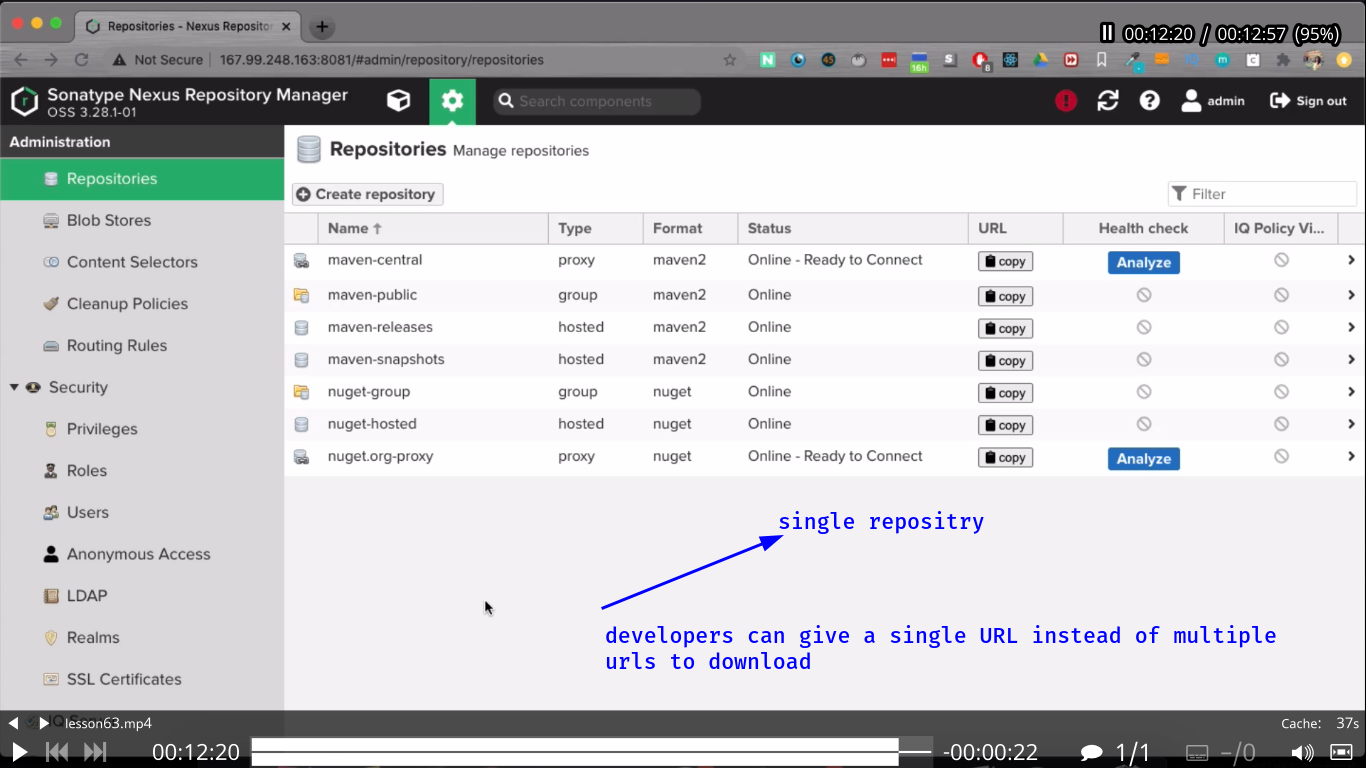 Repositories - Nexus Repositor
00:12:20 / 00:12:57 (95%)
Not Secure
167.99.248.163:8081/#admin/repository/repositories
45
16h
8
Sonatype Nexus Repository Manager
OSS 3.28.1-01
Search components
admin
Sign out
Administration
Repositories
Blob Stores
Content Selectors
Cleanup Policies
Routing Rules
Security
Privileges
Roles
Users
Anonymous Access
LDAP
Realms
SSL Certificates
Repositories Manage repositories
Create repository
Filter
Name Type Format Status URL Health check IQ Policy Vi...
maven-central proxy maven2 Online - Ready to Connect copy Analyze
maven-public group maven2 Online copy
maven-releases hosted maven2 Online copy
maven-snapshots hosted maven2 Online copy
nuget-group group nuget Online copy
nuget-hosted hosted nuget Online copy
nuget.org-proxy proxy nuget Online - Ready to Connect copy Analyze
single repositry
developers can give a single URL instead of multiple
urls to download
lesson63.mp4
Cache: 37s
00:12:20
-00:00:22
1/1
–/0